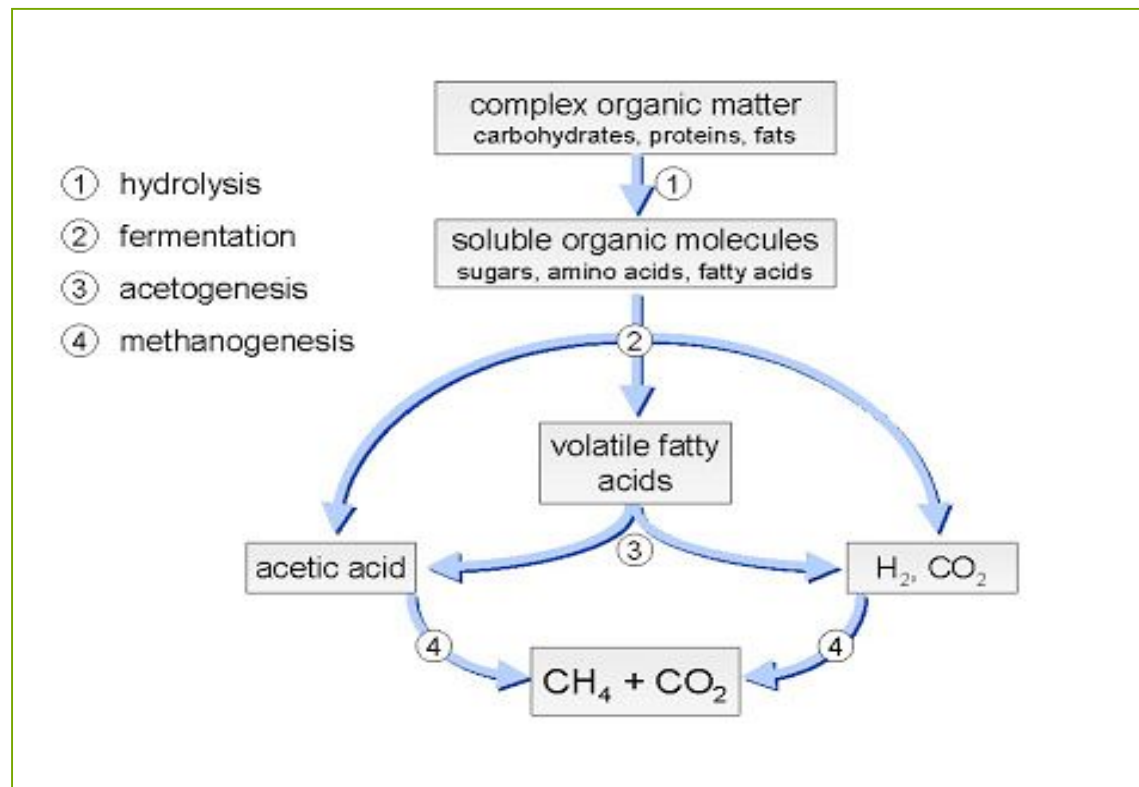 complex organic matter
carbohydrates, proteins, fats
① hydrolysis
② fermentation
③ acetogenesis
④ methanogenesis
①
soluble organic molecules
sugars, amino acids, fatty acids
②
volatile fatty
acids
③
acetic acid
H₂, CO₂
④
④
CH₄ + CO₂